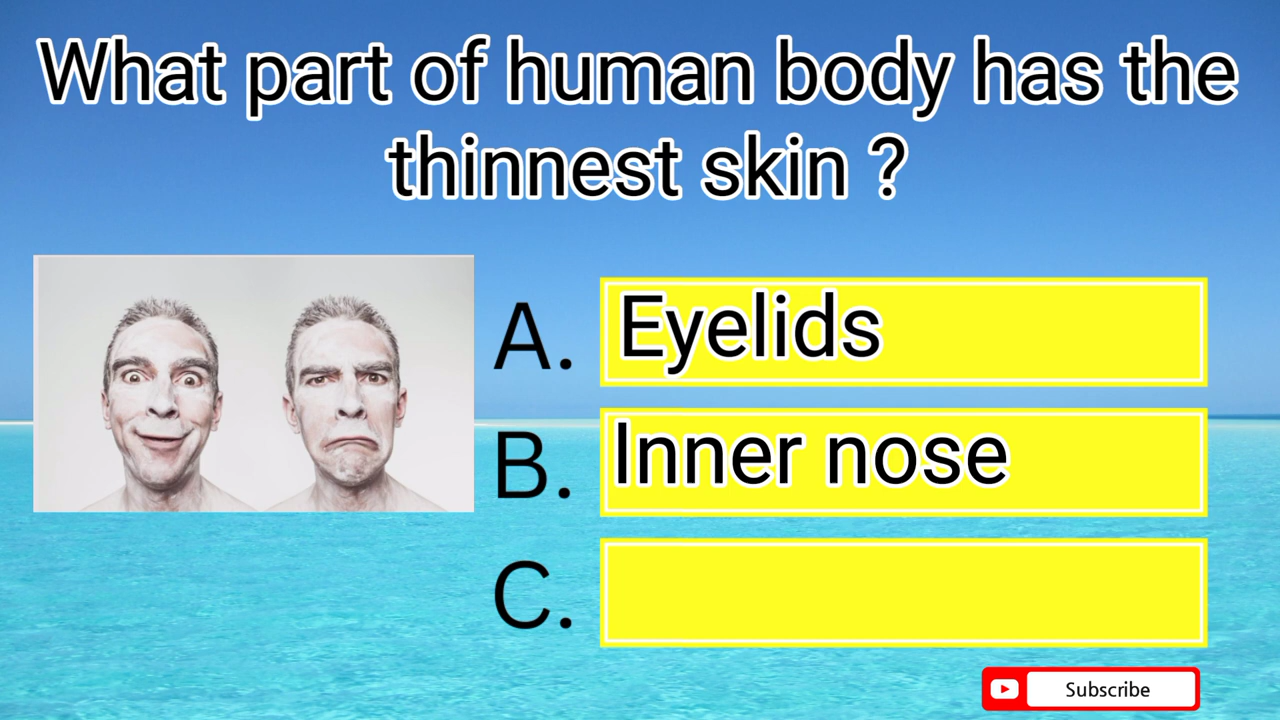 What part of human body has the
thinnest skin ?
A. Eyelids
B. Inner nose
C.
Subscribe